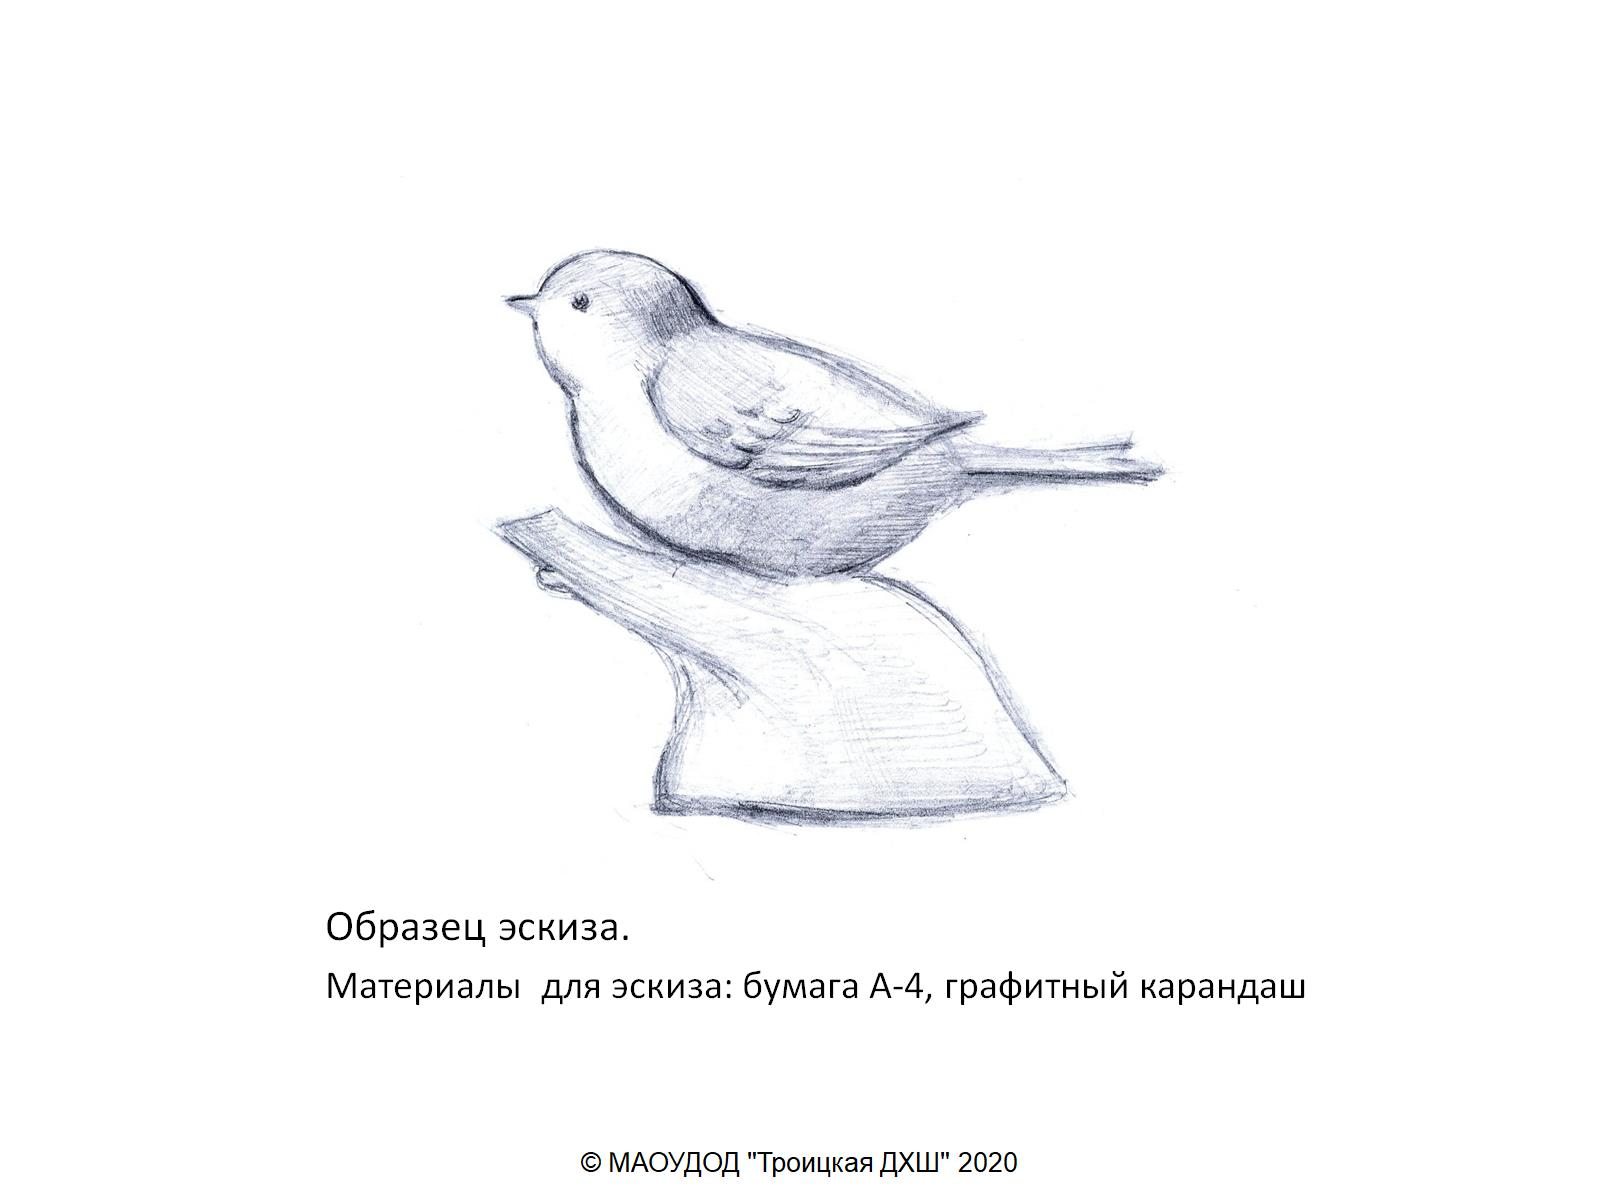 Образец эскиза.
Материалы  для эскиза: бумага А-4, графитный карандаш
© МАОУДОД "Троицкая ДХШ" 2020